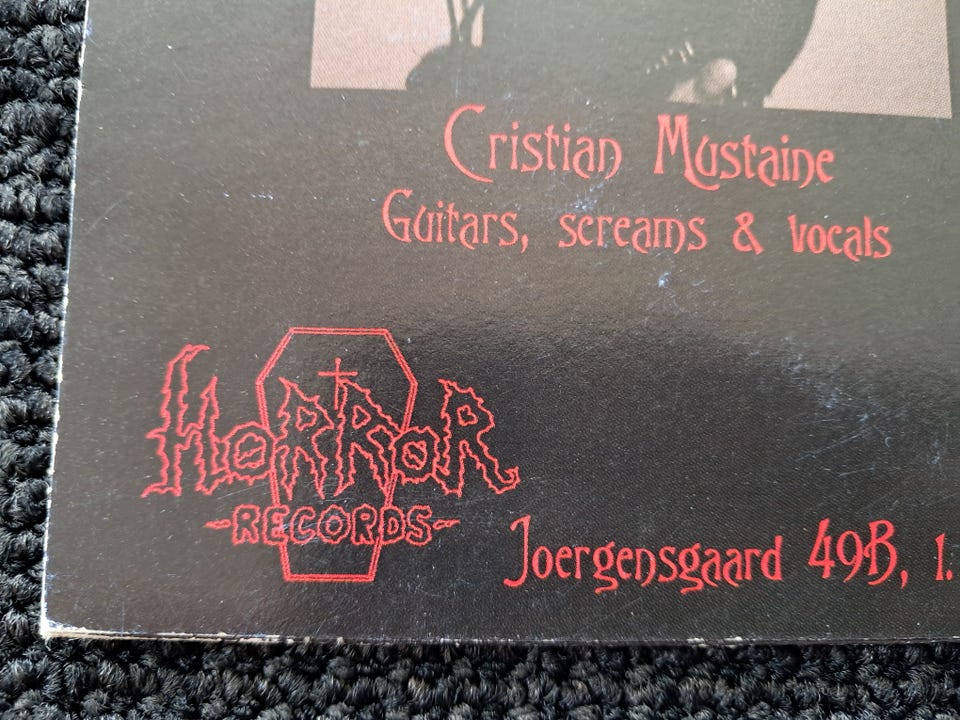 Cristian Mustaine
Guitars, screams & vocals
HORROR
-RECORDS-
Joergensgaard 49B, 1.